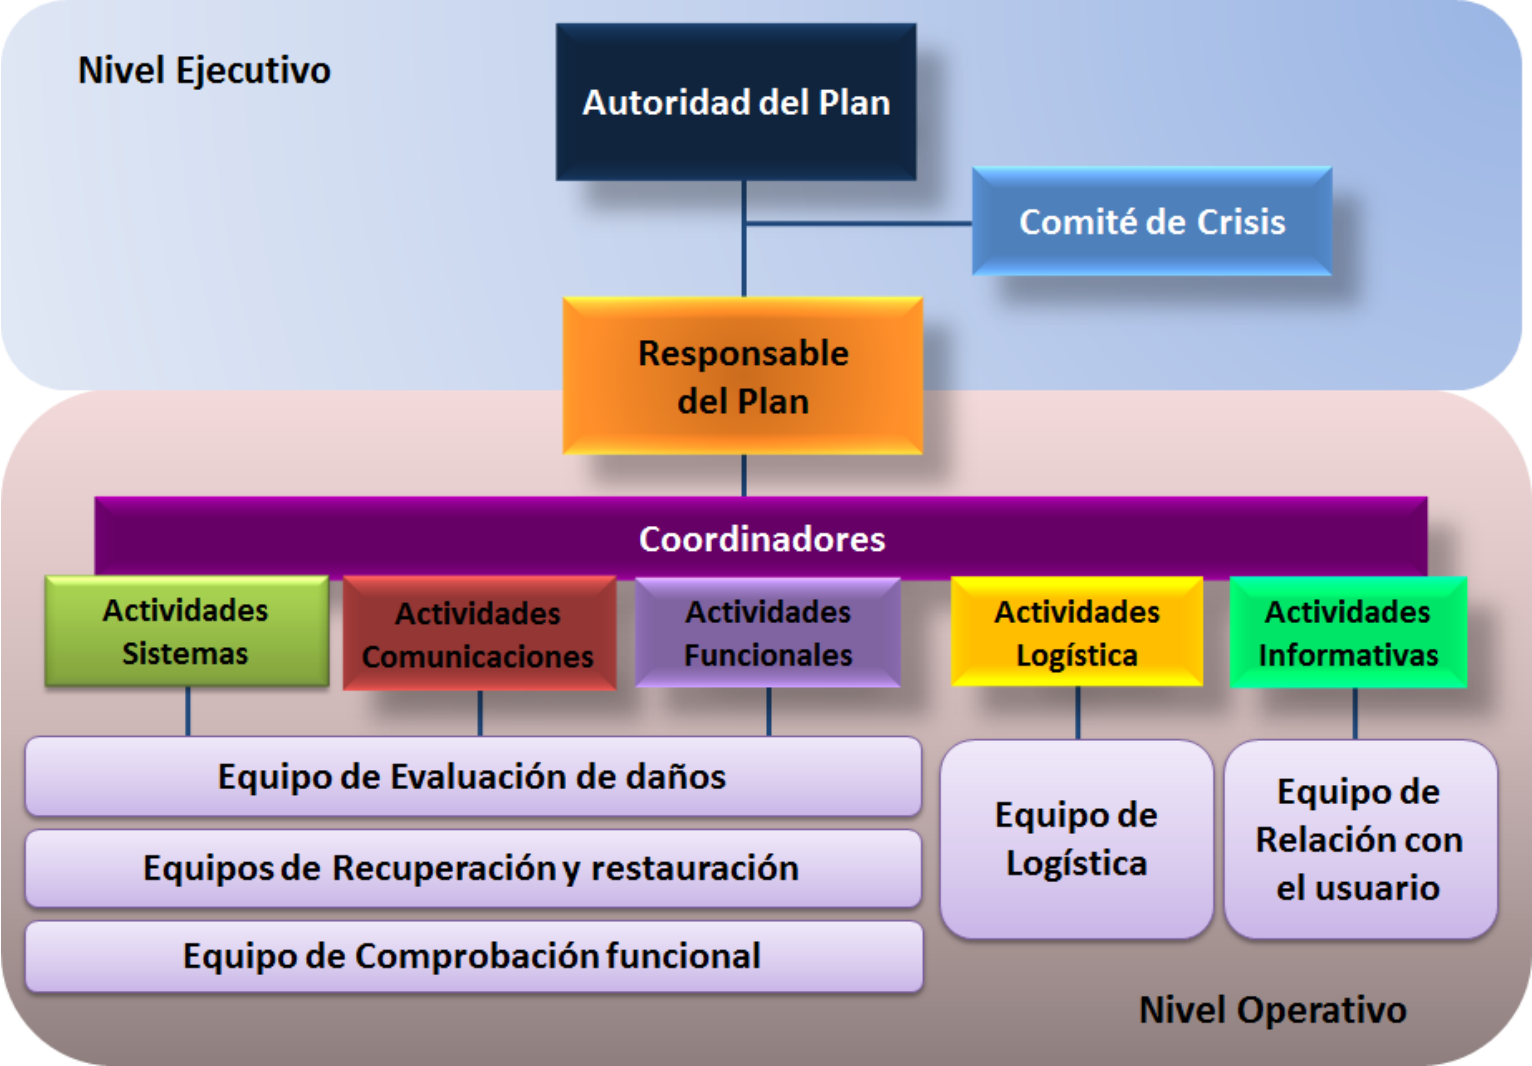 Nivel Ejecutivo
Autoridad del Plan
Comité de Crisis
Responsable
del Plan
Coordinadores
Actividades
Sistemas
Actividades
Comunicaciones
Actividades
Funcionales
Actividades
Logística
Actividades
Informativas
Equipo de Evaluación de daños
Equipos de Recuperación y restauración
Equipo de Comprobación funcional
Equipo de
Logística
Equipo de
Relación con
el usuario
Nivel Operativo